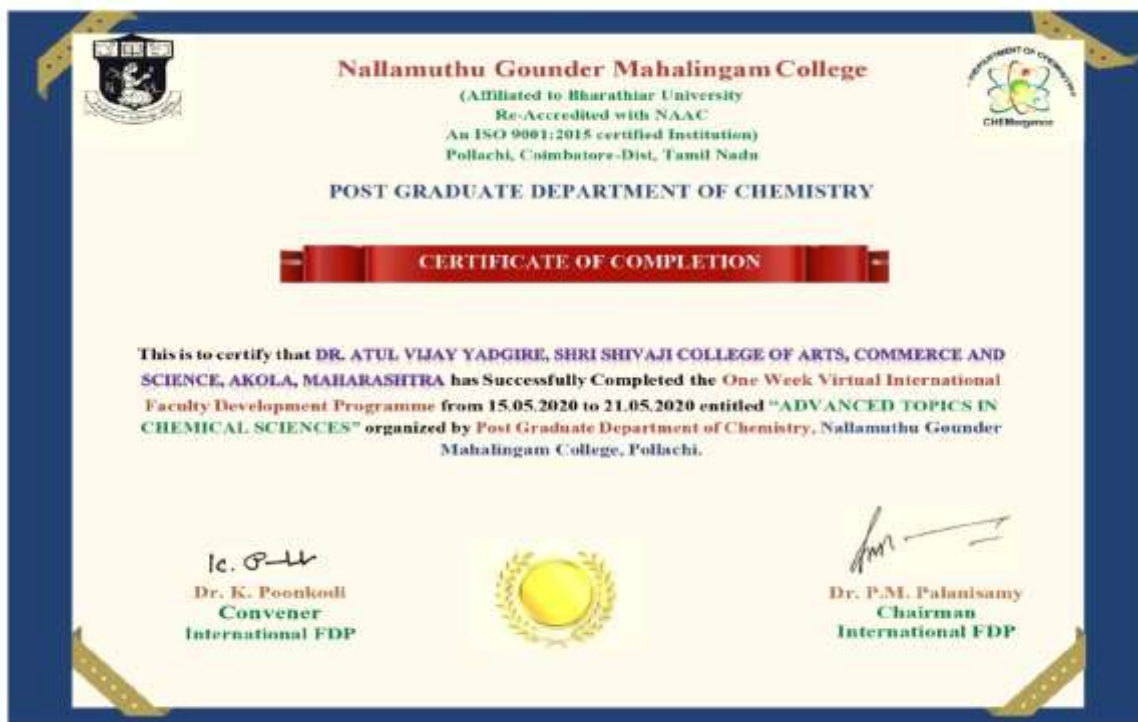 Nallamuthu Gounder Mahalingam College
(Affiliated to Bharathiar University
Re-Accredited with NAAC
An ISO 9001:2015 certified Institution)
Pollachi, Coimbatore-Dist, Tamil Nadu
DEPARTMENT OF CHEMISTRY
CHEMergence
POST GRADUATE DEPARTMENT OF CHEMISTRY
CERTIFICATE OF COMPLETION
This is to certify that DR. ATUL VIJAY YADGIRE, SHRI SHIVAJI COLLEGE OF ARTS, COMMERCE AND
SCIENCE, AKOLA, MAHARASHTRA has Successfully Completed the One Week Virtual International
Faculty Development Programme from 15.05.2020 to 21.05.2020 entitled “ADVANCED TOPICS IN
CHEMICAL SCIENCES” organized by Post Graduate Department of Chemistry, Nallamuthu Gounder
Mahalingam College, Pollachi.
Dr. K. Poonkodi
Convener
International FDP
Dr. P.M. Palanisamy
Chairman
International FDP